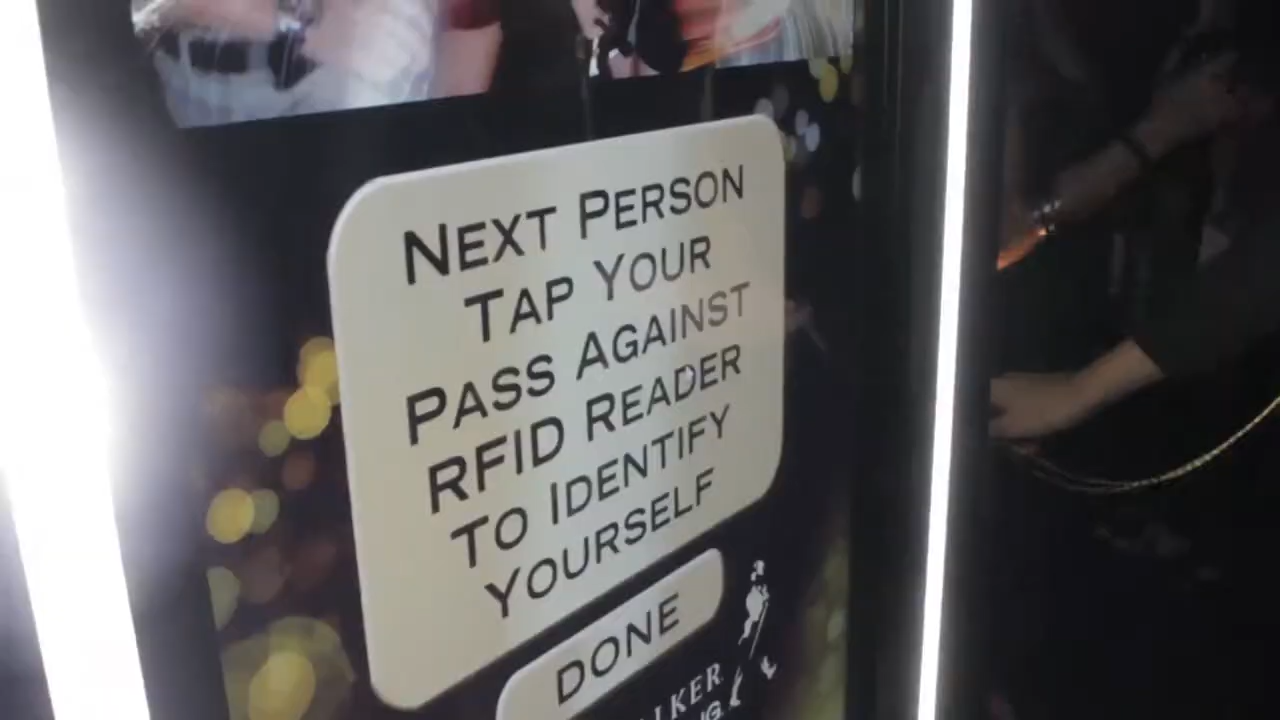 NEXT PERSON
TAP YOUR
PASS AGAINST
RFID READER
TO IDENTIFY
YOURSELF
DONE